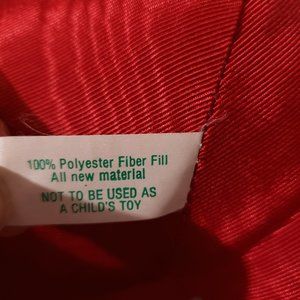 100% Polyester Fiber Fill
All new material
NOT TO BE USED AS
A CHILD'S TOY